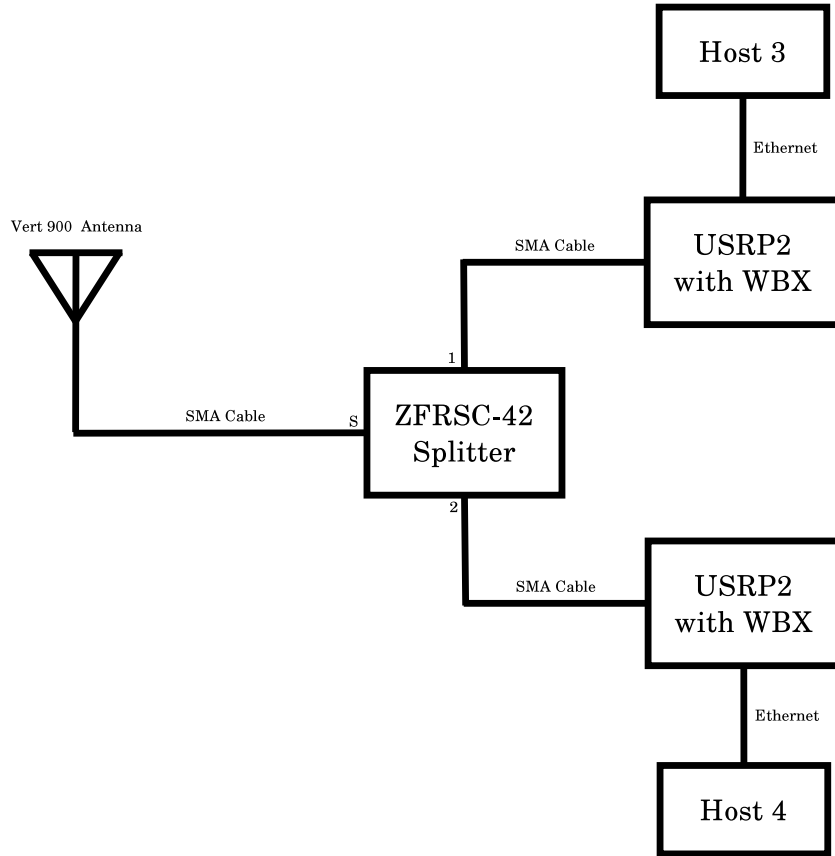 Host 3
Ethernet
Vert 900 Antenna
SMA Cable
USRP2
with WBX
1
SMA Cable
S
ZFRSC-42
Splitter
2
SMA Cable
USRP2
with WBX
Ethernet
Host 4